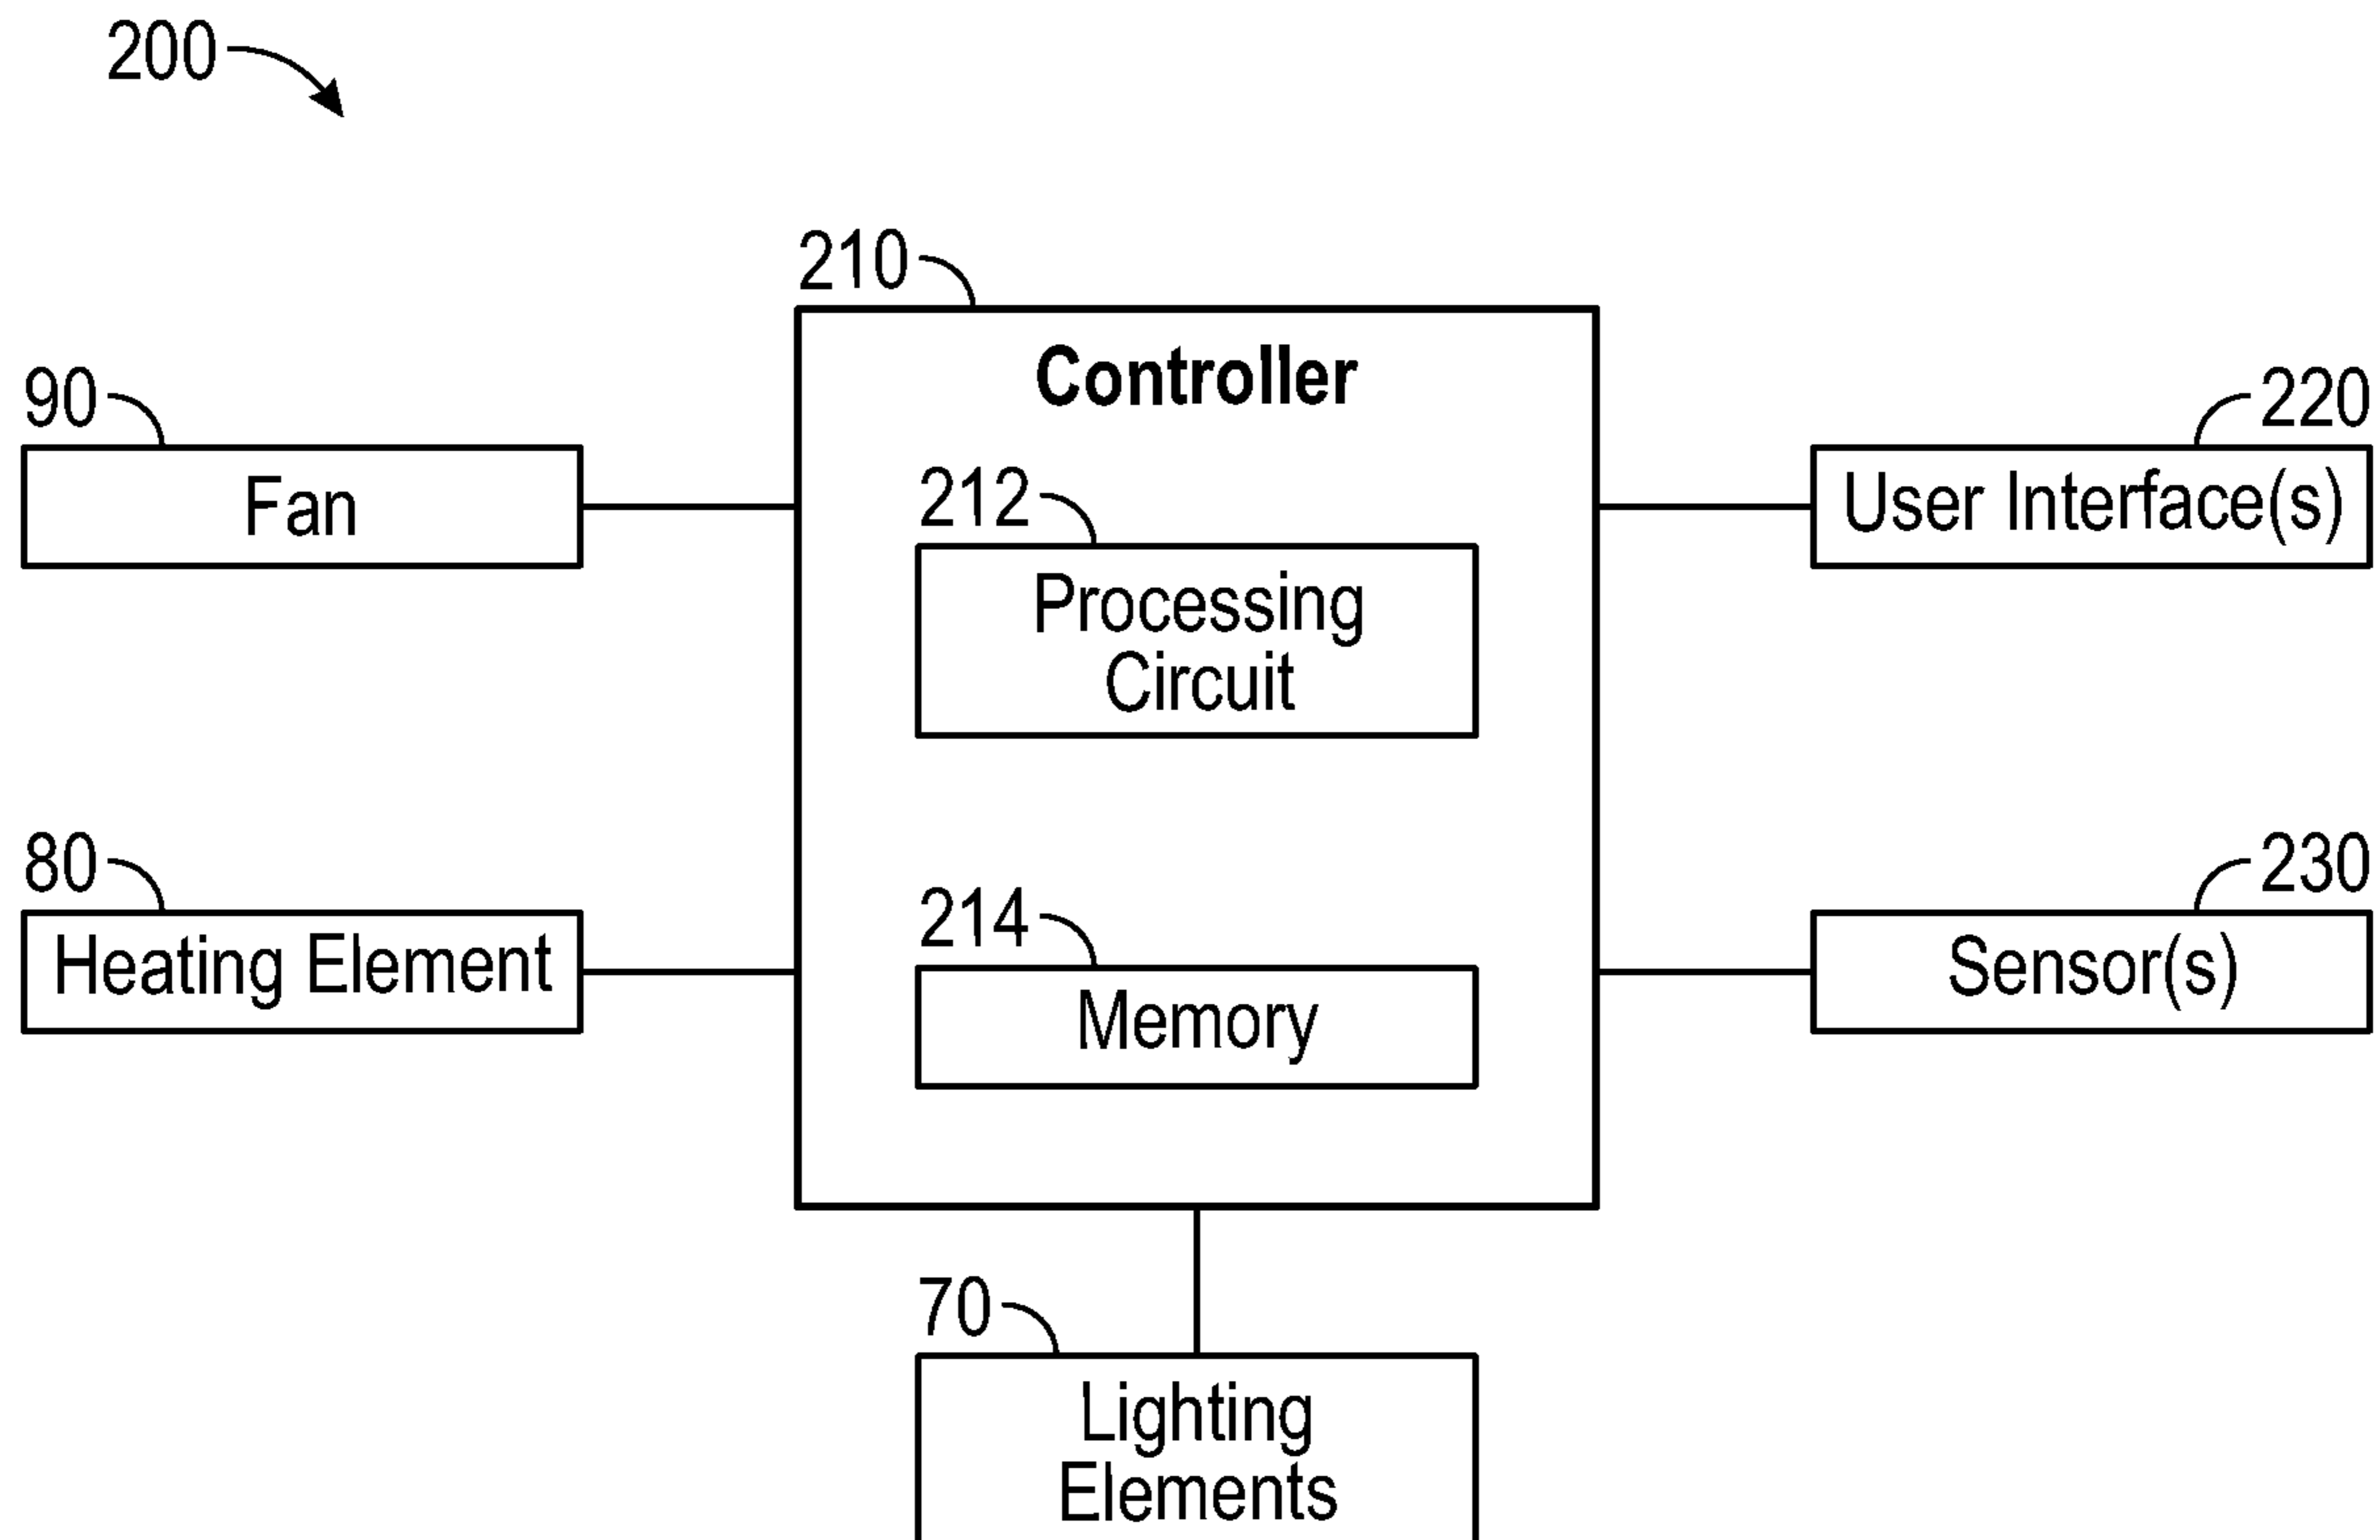 200
210
Controller
90
Fan
220
User Interface(s)
212
Processing
Circuit
80
Heating Element
230
Sensor(s)
214
Memory
70
Lighting
Elements